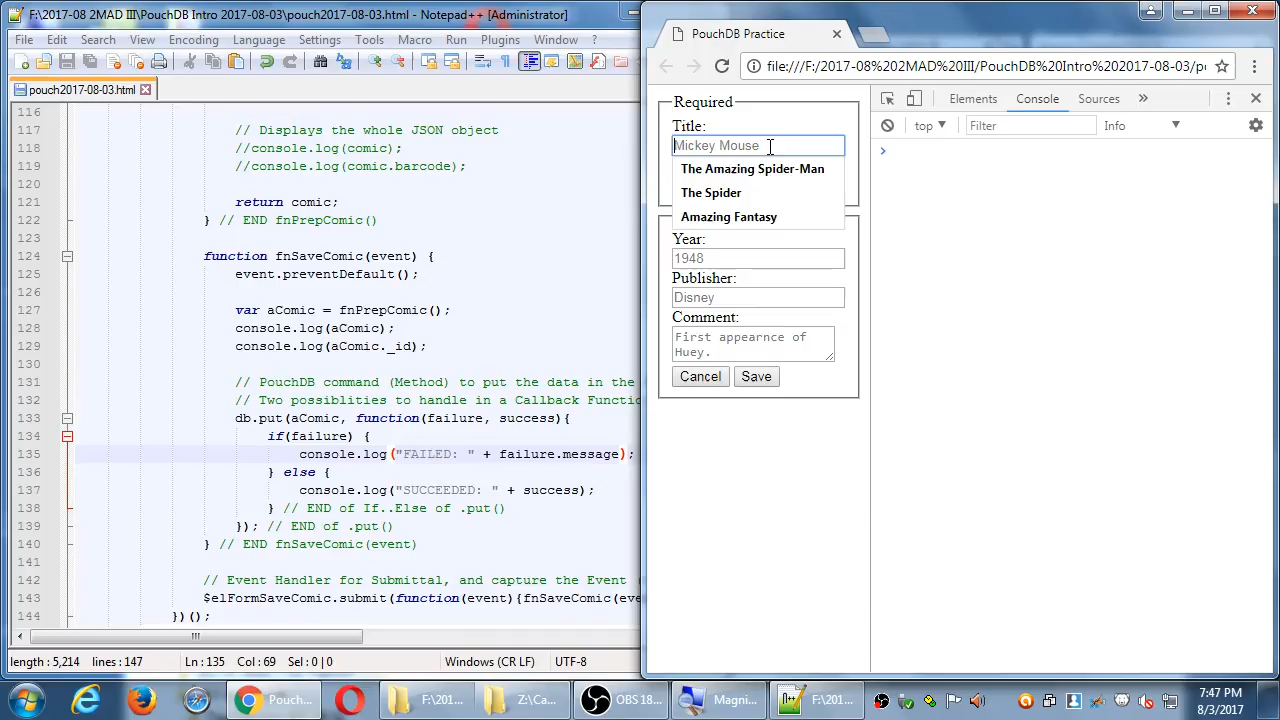 F:\2017-08 2MAD III\PouchDB Intro 2017-08-03\pouch2017-08-03.html - Notepad++ [Administrator]
File Edit Search View Encoding Language Settings Tools Macro Run Plugins Window ?
pouch2017-08-03.html
116
117 // Displays the whole JSON object
118 //console.log(comic);
119 //console.log(comic.barcode);
120
121 return comic;
122 } // END fnPrepComic()
123
124 function fnSaveComic(event) {
125 event.preventDefault();
126
127 var aComic = fnPrepComic();
128 console.log(aComic);
129 console.log(aComic._id);
130
131 // PouchDB command (Method) to put the data in the
132 // Two possiblities to handle in a Callback Functio
133 db.put(aComic, function(failure, success){
134 if(failure) {
135 console.log("FAILED: " + failure.message);
136 } else {
137 console.log("SUCCEEDED: " + success);
138 } // END of If..Else of .put()
139 }); // END of .put()
140 } // END fnSaveComic(event)
141
142 // Event Handler for Submittal, and capture the Event
143 $elFormSaveComic.submit(function(event){fnSaveComic(eve
144 })();
length : 5,214 lines : 147 Ln : 135 Col : 69 Sel : 0 | 0 Windows (CR LF) UTF-8
PouchDB Practice
file:///F:/2017-08%202MAD%20III/PouchDB%20Intro%202017-08-03/p
Required
Title:
Mickey Mouse
The Amazing Spider-Man
The Spider
Amazing Fantasy
Year:
1948
Publisher:
Disney
Comment:
First appearnce of
Huey.
Cancel Save
Elements Console Sources »
top Filter Info
Pouch... F:\201... Z:\Ca... OBS 18... Magni... F:\201...
7:47 PM
8/3/2017